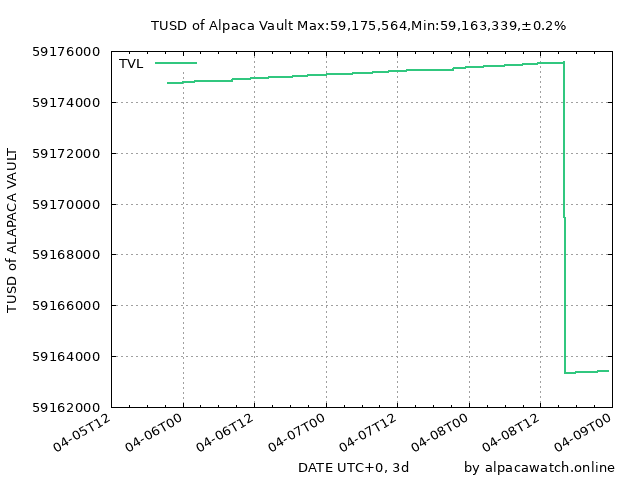 TUSD of Alpaca Vault Max:59,175,564,Min:59,163,339,±0.2%
TVL
59176000
59174000
59172000
59170000
59168000
59166000
59164000
59162000
TUSD of ALAPACA VAULT
04-05T12
04-06T00
04-06T12
04-07T00
04-07T12
04-08T00
04-08T12
04-09T00
DATE UTC+0, 3d
by alpacawatch.online